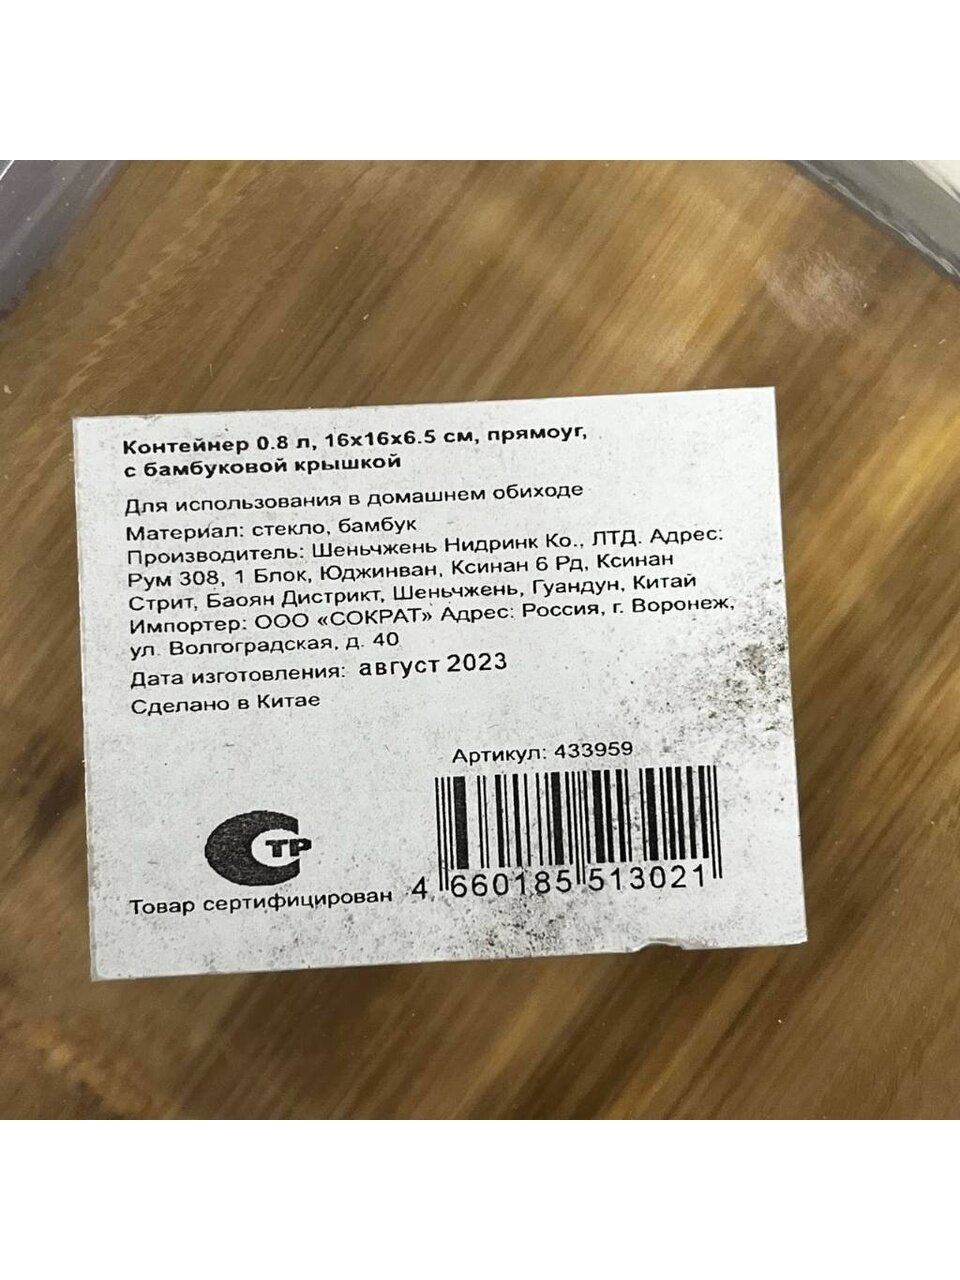 Контейнер 0.8 л, 16х16х6.5 см, прямоуг,
с бамбуковой крышкой
Для использования в домашнем обиходе
Материал: стекло, бамбук
Производитель: Шеньчжень Нидринк Ко., ЛТД. Адрес:
Рум 308, 1 Блок, Юджинван, Ксинан 6 Рд, Ксинан
Стрит, Баоян Дистрикт, Шеньчжень, Гуандун, Китай
Импортер: ООО «СОКРАТ» Адрес: Россия, г. Воронеж,
ул. Волгоградская, д. 40
Дата изготовления: август 2023
Сделано в Китае
Артикул: 433959
СТР
Товар сертифицирован
4 660185 513021